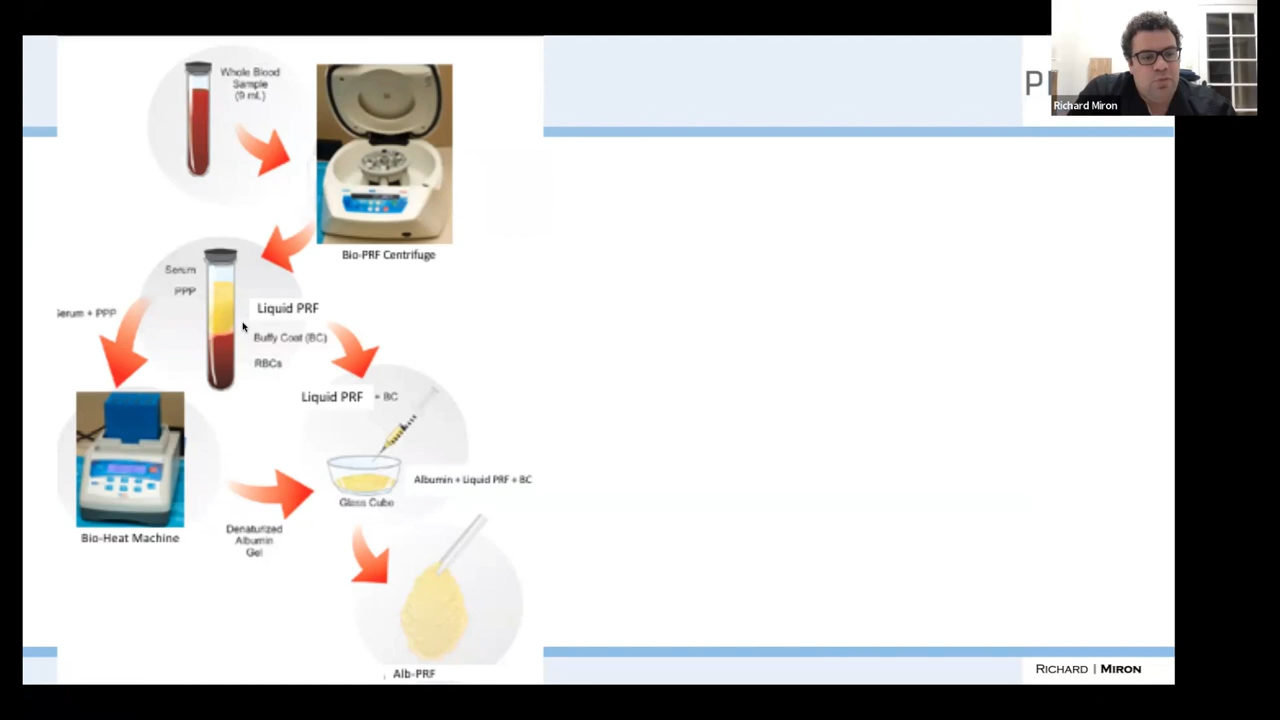 Whole Blood
Sample
(9 mL)
Richard Miron
Bio-PRF Centrifuge
Serum
PPP
Serum + PPP
Liquid PRF
Buffy Coat (BC)
RBCs
Liquid PRF + BC
Albumin + Liquid PRF + BC
Glass Cube
Denaturized
Albumin
Gel
Bio-Heat Machine
Alb-PRF
RICHARD | MIRON